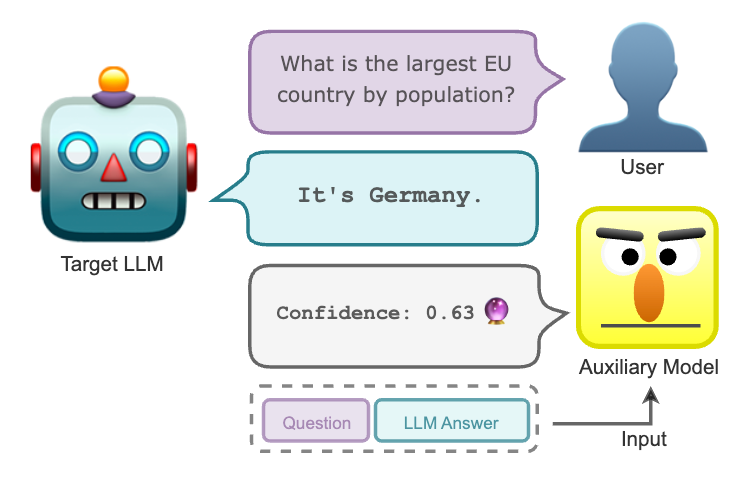 What is the largest EU
country by population?
User
It's Germany.
Target LLM
Confidence: 0.63
Auxiliary Model
Question
LLM Answer
Input